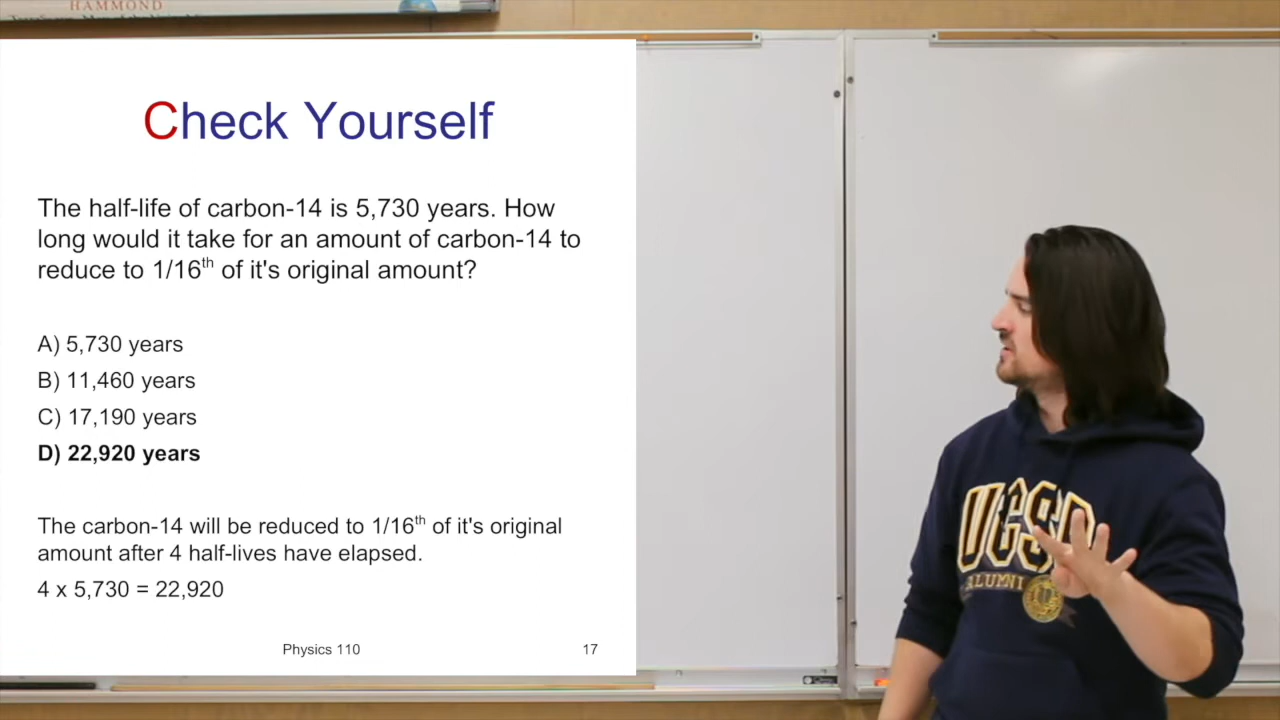 HAMMOND
Check Yourself
The half-life of carbon-14 is 5,730 years. How
long would it take for an amount of carbon-14 to
reduce to 1/16th of it's original amount?
A) 5,730 years
B) 11,460 years
C) 17,190 years
D) 22,920 years
The carbon-14 will be reduced to 1/16th of it's original
amount after 4 half-lives have elapsed.
4 x 5,730 = 22,920
Physics 110
17
UCSD
ALUMNI